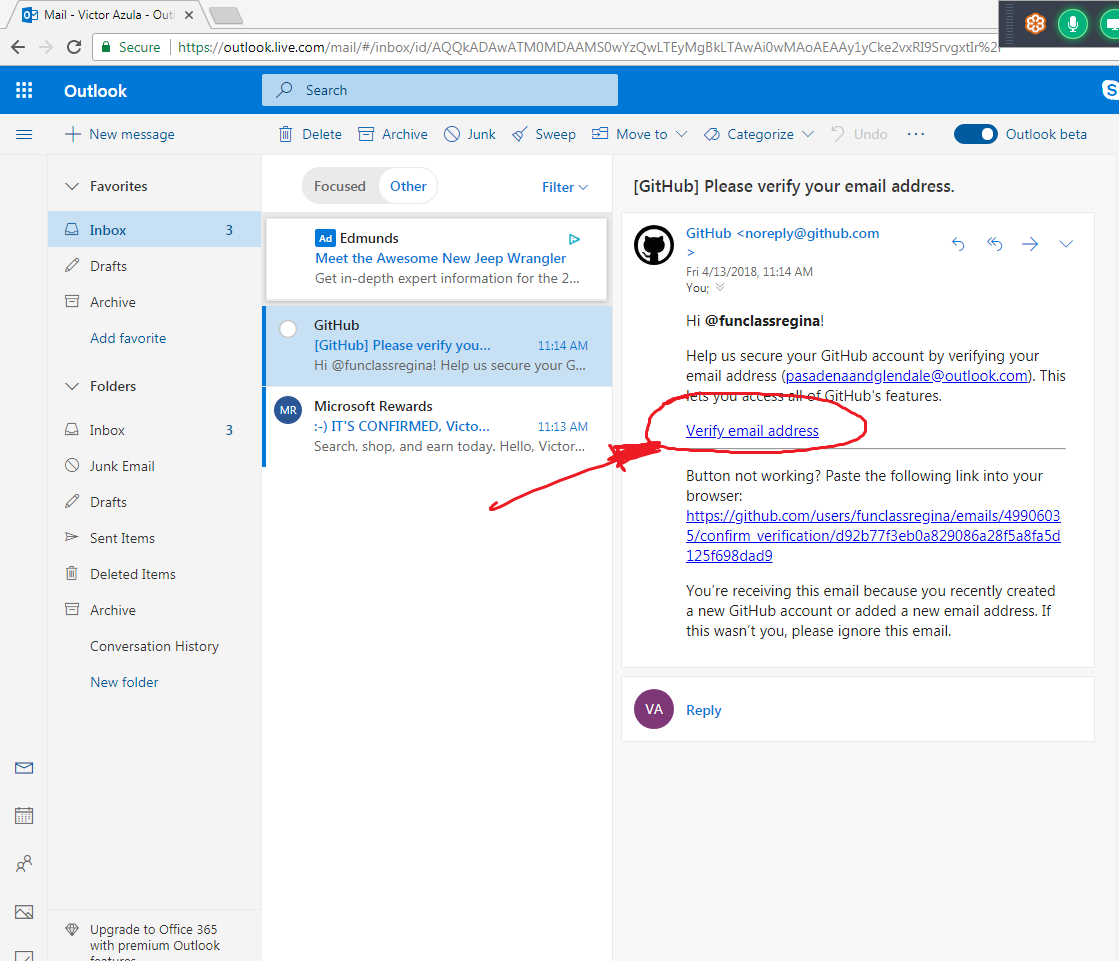 Mail - Victor Azula - Outl
Secure https://outlook.live.com/mail/#/inbox/id/AQQkADAwATM0MDAAMS0wYzQwLTEyMgBkLTAwAi0wMAoAEAAy1yCke2vxRI9SrvgxtIr%2F
Outlook
Search
S
New message
Delete
Archive
Junk
Sweep
Move to
Categorize
Undo
Outlook beta
Favorites
Inbox 3
Drafts
Archive
Add favorite
Folders
Inbox 3
Junk Email
Drafts
Sent Items
Deleted Items
Archive
Conversation History
New folder
Upgrade to Office 365
with premium Outlook
features
Focused Other Filter
Ad Edmunds
Meet the Awesome New Jeep Wrangler
Get in-depth expert information for the 2...
GitHub
[GitHub] Please verify you... 11:14 AM
Hi @funclassregina! Help us secure your G...
MR Microsoft Rewards
:-) IT'S CONFIRMED, Victo... 11:13 AM
Search, shop, and earn today. Hello, Victor...
[GitHub] Please verify your email address.
GitHub <noreply@github.com
>
Fri 4/13/2018, 11:14 AM
You;
Hi @funclassregina!
Help us secure your GitHub account by verifying your
email address (pasadenaandglendale@outlook.com). This
lets you access all of GitHub's features.
Verify email address
Button not working? Paste the following link into your
browser:
https://github.com/users/funclassregina/emails/4990603
5/confirm_verification/d92b77f3eb0a829086a28f5a8fa5d
125f698dad9
You're receiving this email because you recently created
a new GitHub account or added a new email address. If
this wasn't you, please ignore this email.
VA Reply